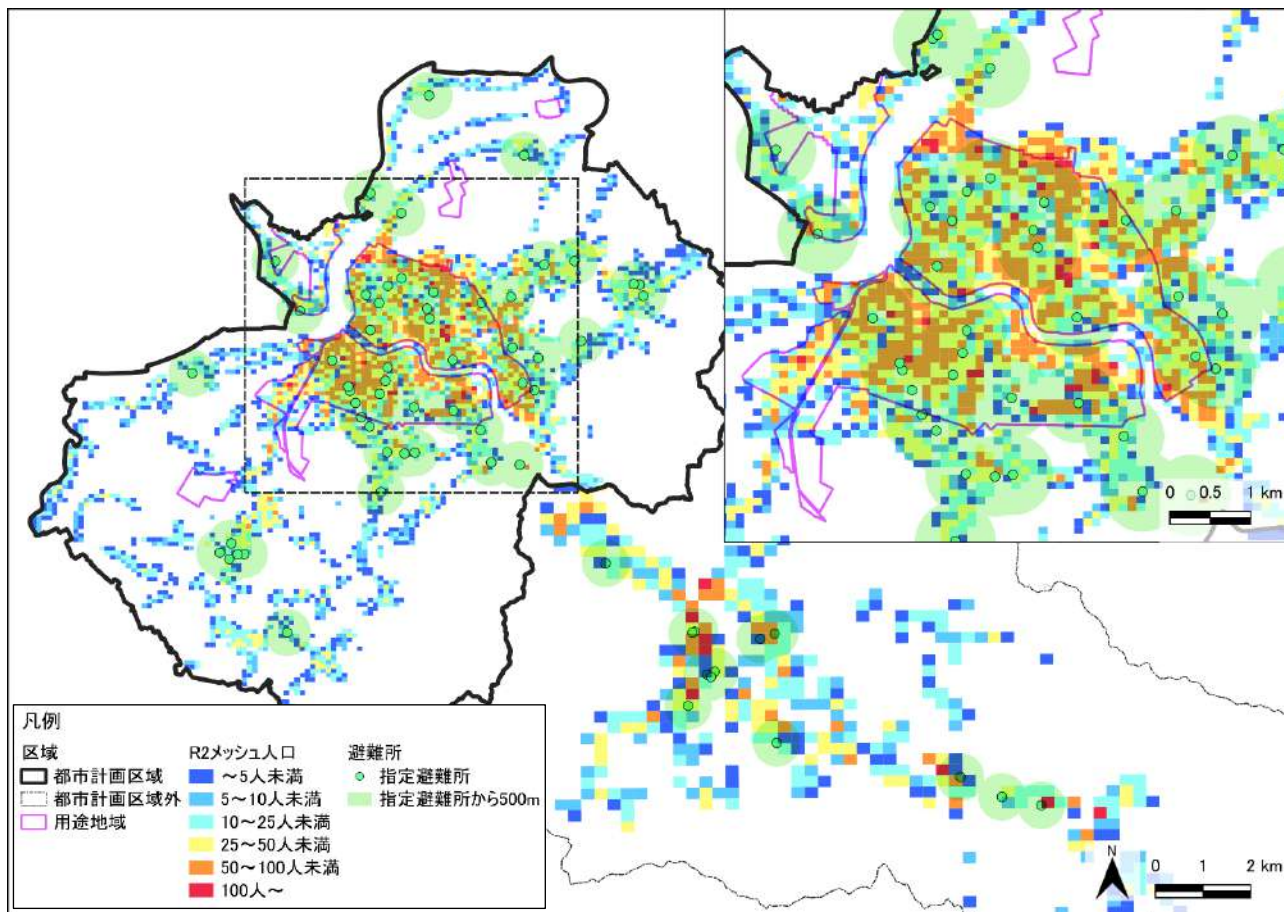 0 0.5 1 km
凡例
区域
都市計画区域
都市計画区域外
用途地域
R2メッシュ人口
~5人未満
5~10人未満
10~25人未満
25~50人未満
50~100人未満
100人~
避難所
指定避難所
指定避難所から500m
N
0 1 2 km